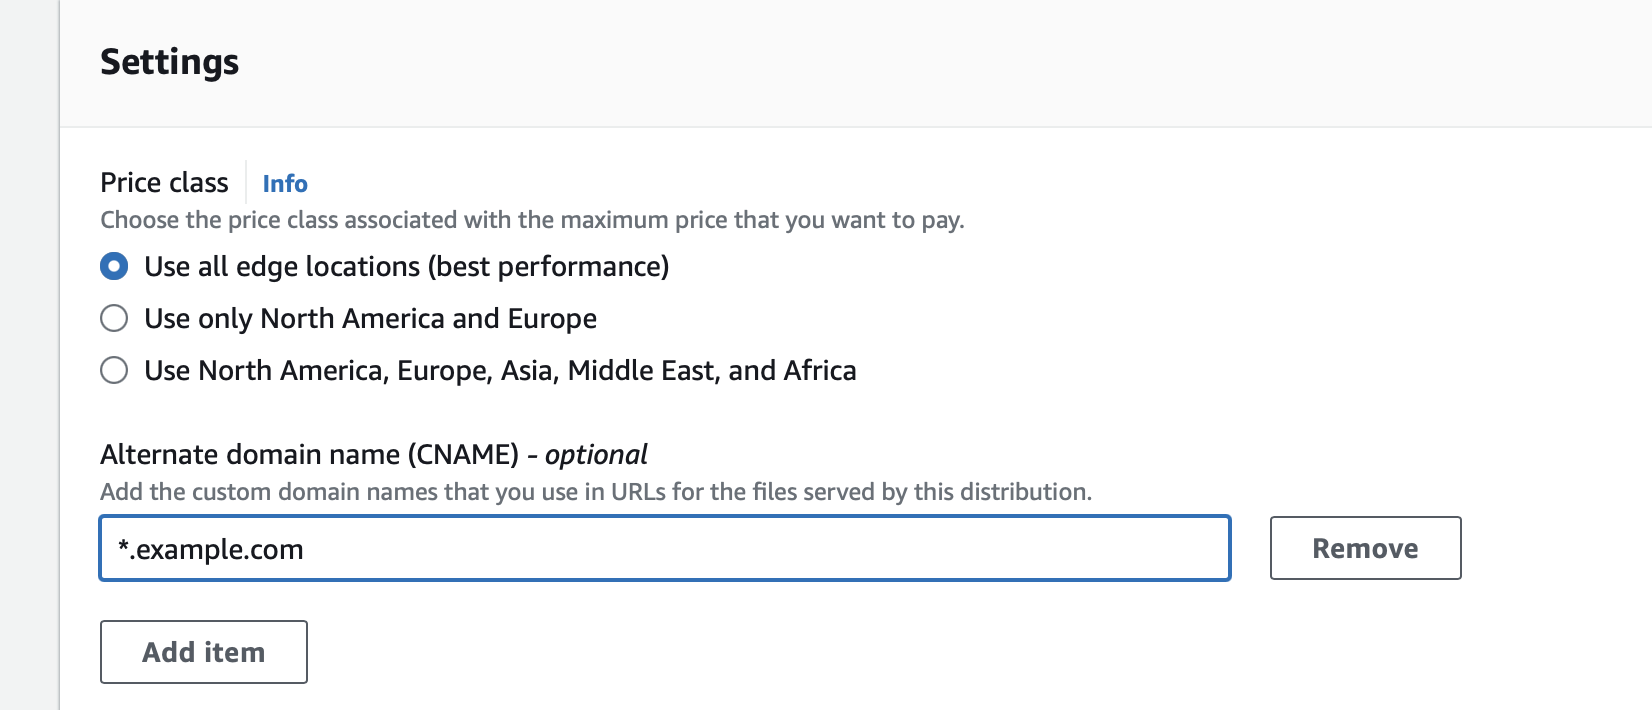 Settings
Price class Info
Choose the price class associated with the maximum price that you want to pay.
Use all edge locations (best performance)
Use only North America and Europe
Use North America, Europe, Asia, Middle East, and Africa
Alternate domain name (CNAME) - optional
Add the custom domain names that you use in URLs for the files served by this distribution.
*.example.com Remove
Add item